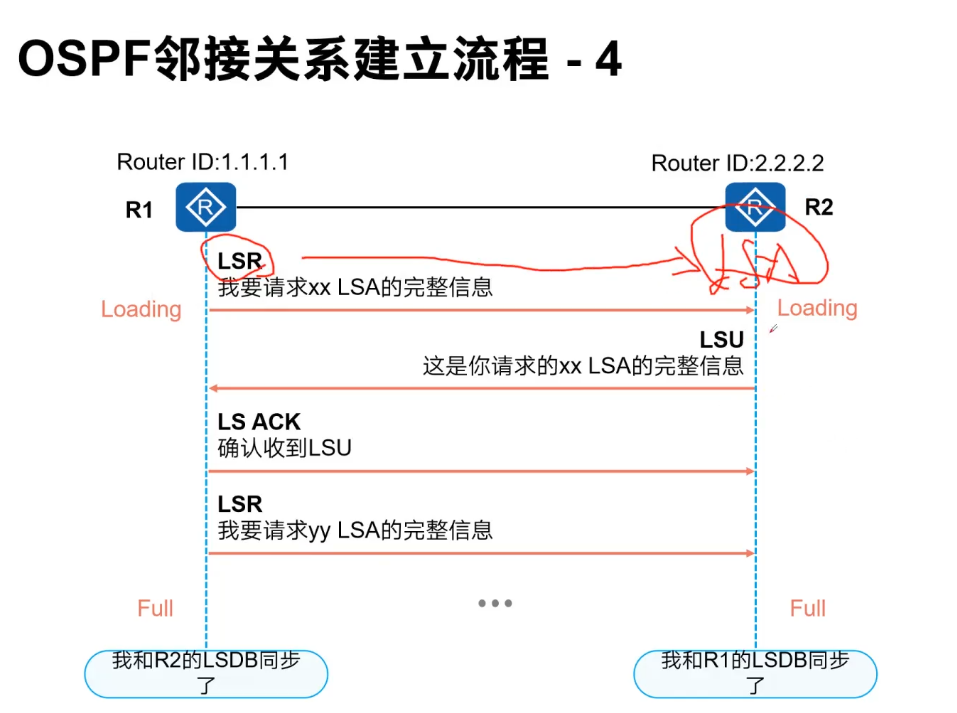 OSPF邻接关系建立流程 - 4
Router ID:1.1.1.1
Router ID:2.2.2.2
R1
R
R
R2
LSR
LSA
我要请求xx LSA的完整信息
Loading
Loading
LSU
这是你请求的xx LSA的完整信息
LS ACK
确认收到LSU
LSR
我要请求yy LSA的完整信息
Full
...
Full
我和R2的LSDB同步
了
我和R1的LSDB同步
了